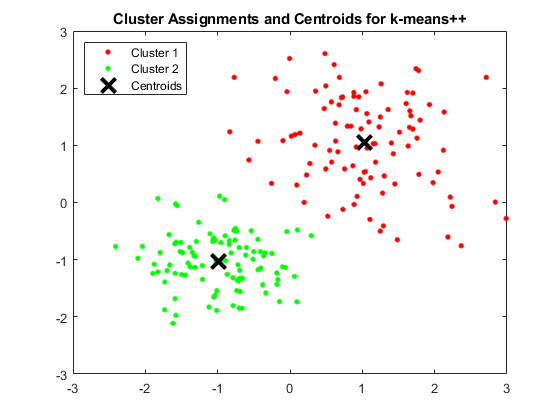 Cluster Assignments and Centroids for k-means++
Cluster 1
Cluster 2
Centroids
3
2
1
0
-1
-2
-3
-3 -2 -1 0 1 2 3